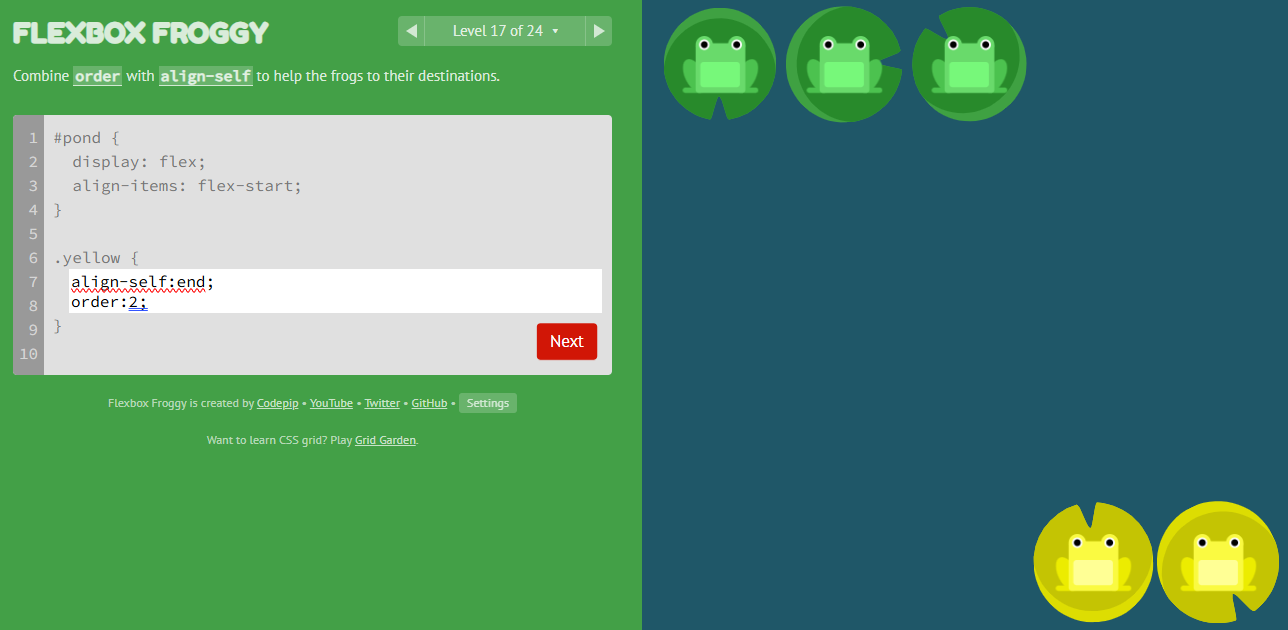 FLEXBOX FROGGY
◀ Level 17 of 24 ▾ ▶
Combine order with align-self to help the frogs to their destinations.
1 #pond {
2 display: flex;
3 align-items: flex-start;
4 }
5
6 .yellow {
7 align-self:end;
8 order:2;
9 }
10
Next
Flexbox Froggy is created by Codepip • YouTube • Twitter • GitHub • Settings
Want to learn CSS grid? Play Grid Garden.